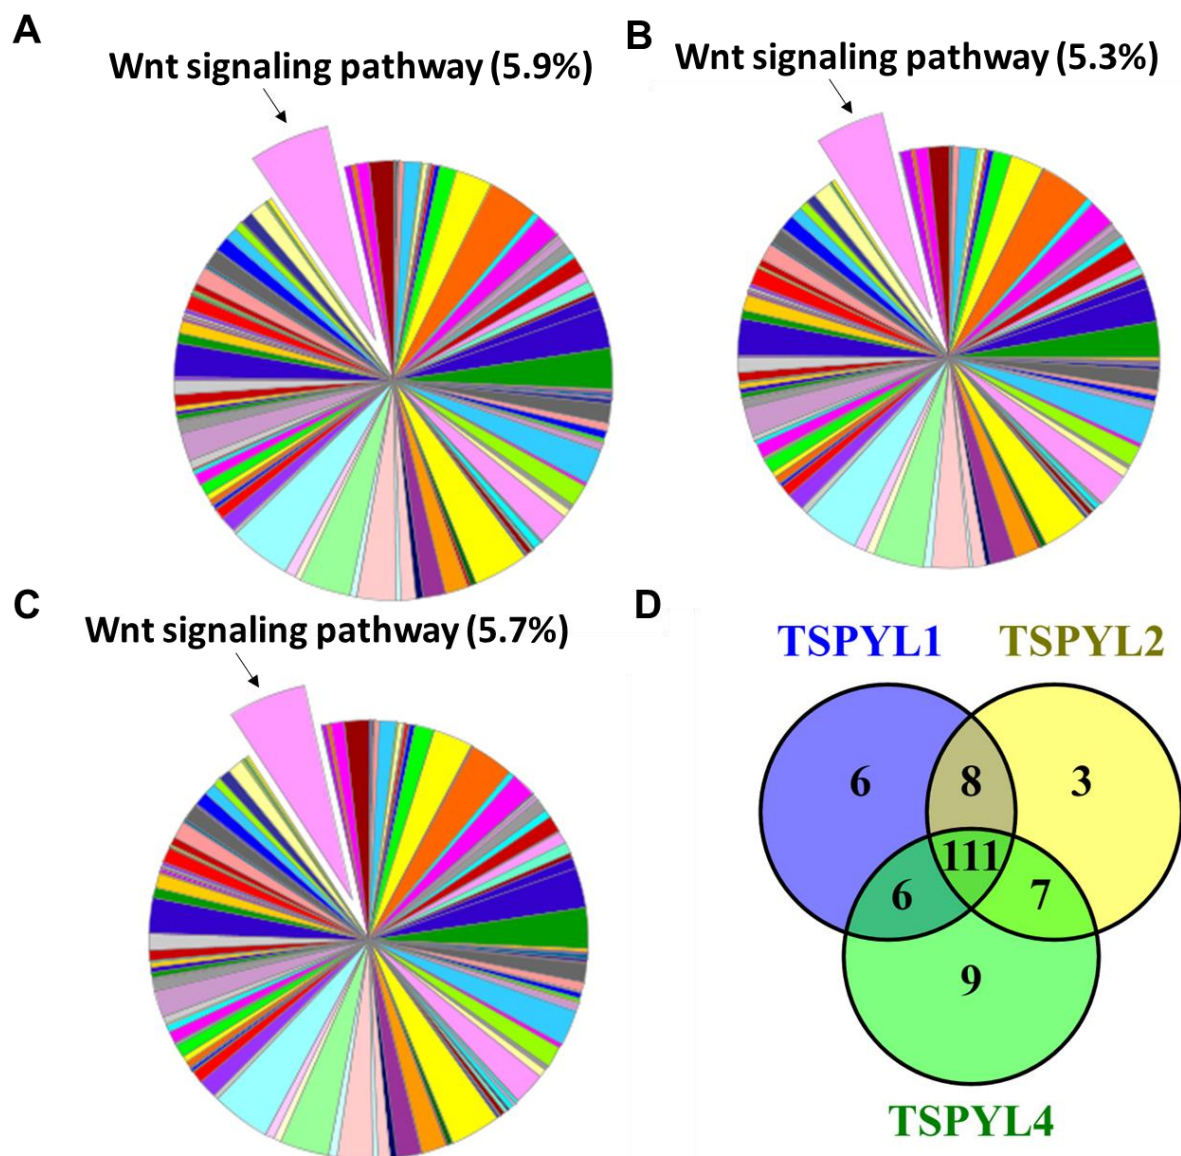 A
Wnt signaling pathway (5.9%)
B
Wnt signaling pathway (5.3%)
C
Wnt signaling pathway (5.7%)
D
TSPYL1
TSPYL2
6
8
3
111
6
7
9
TSPYL4